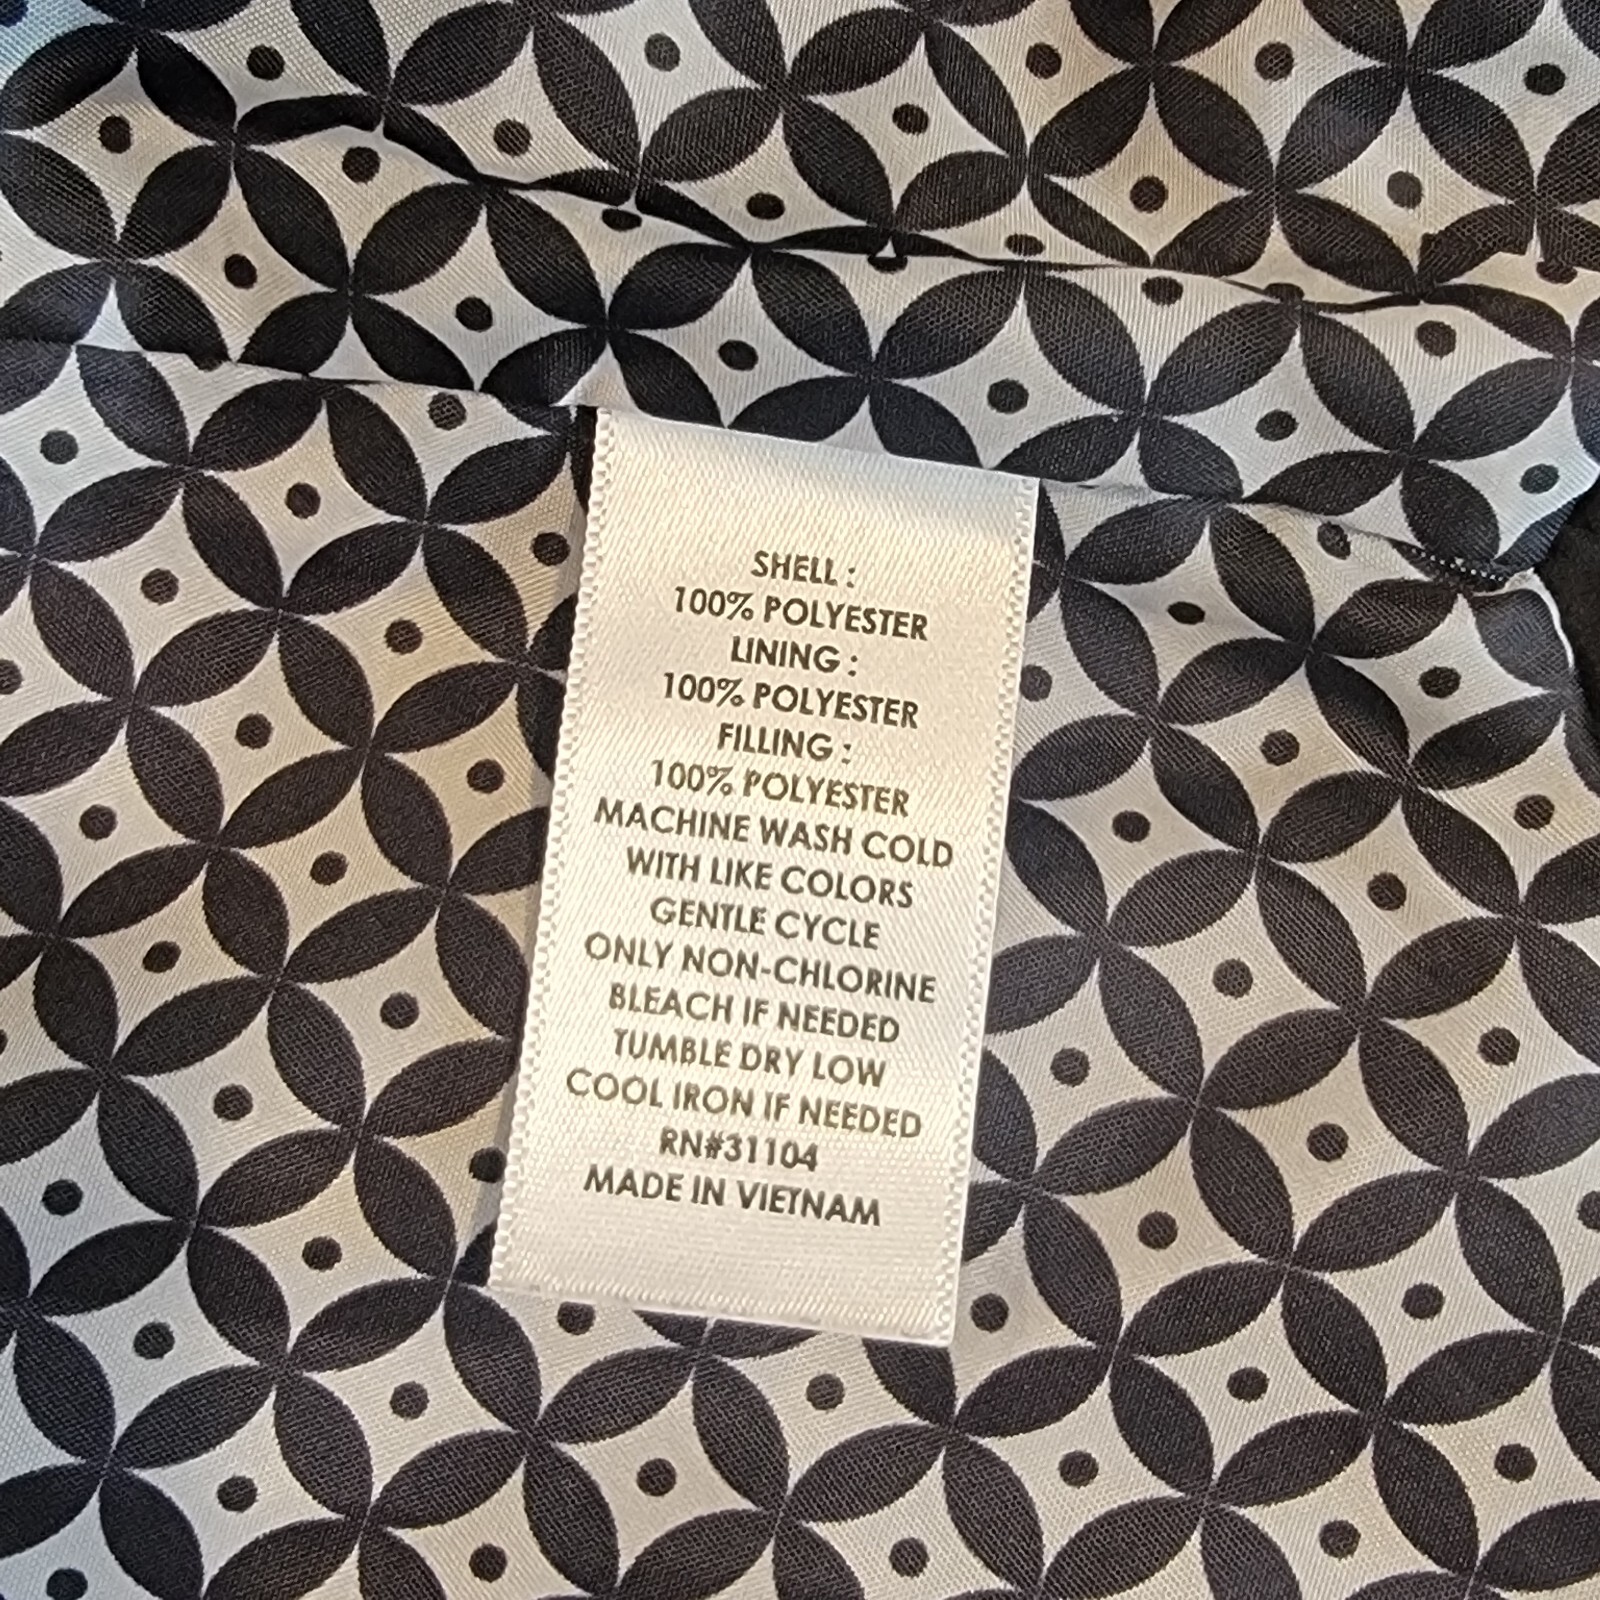 SHELL :
100% POLYESTER
LINING :
100% POLYESTER
FILLING :
100% POLYESTER
MACHINE WASH COLD
WITH LIKE COLORS
GENTLE CYCLE
ONLY NON-CHLORINE
BLEACH IF NEEDED
TUMBLE DRY LOW
COOL IRON IF NEEDED
RN#31104
MADE IN VIETNAM